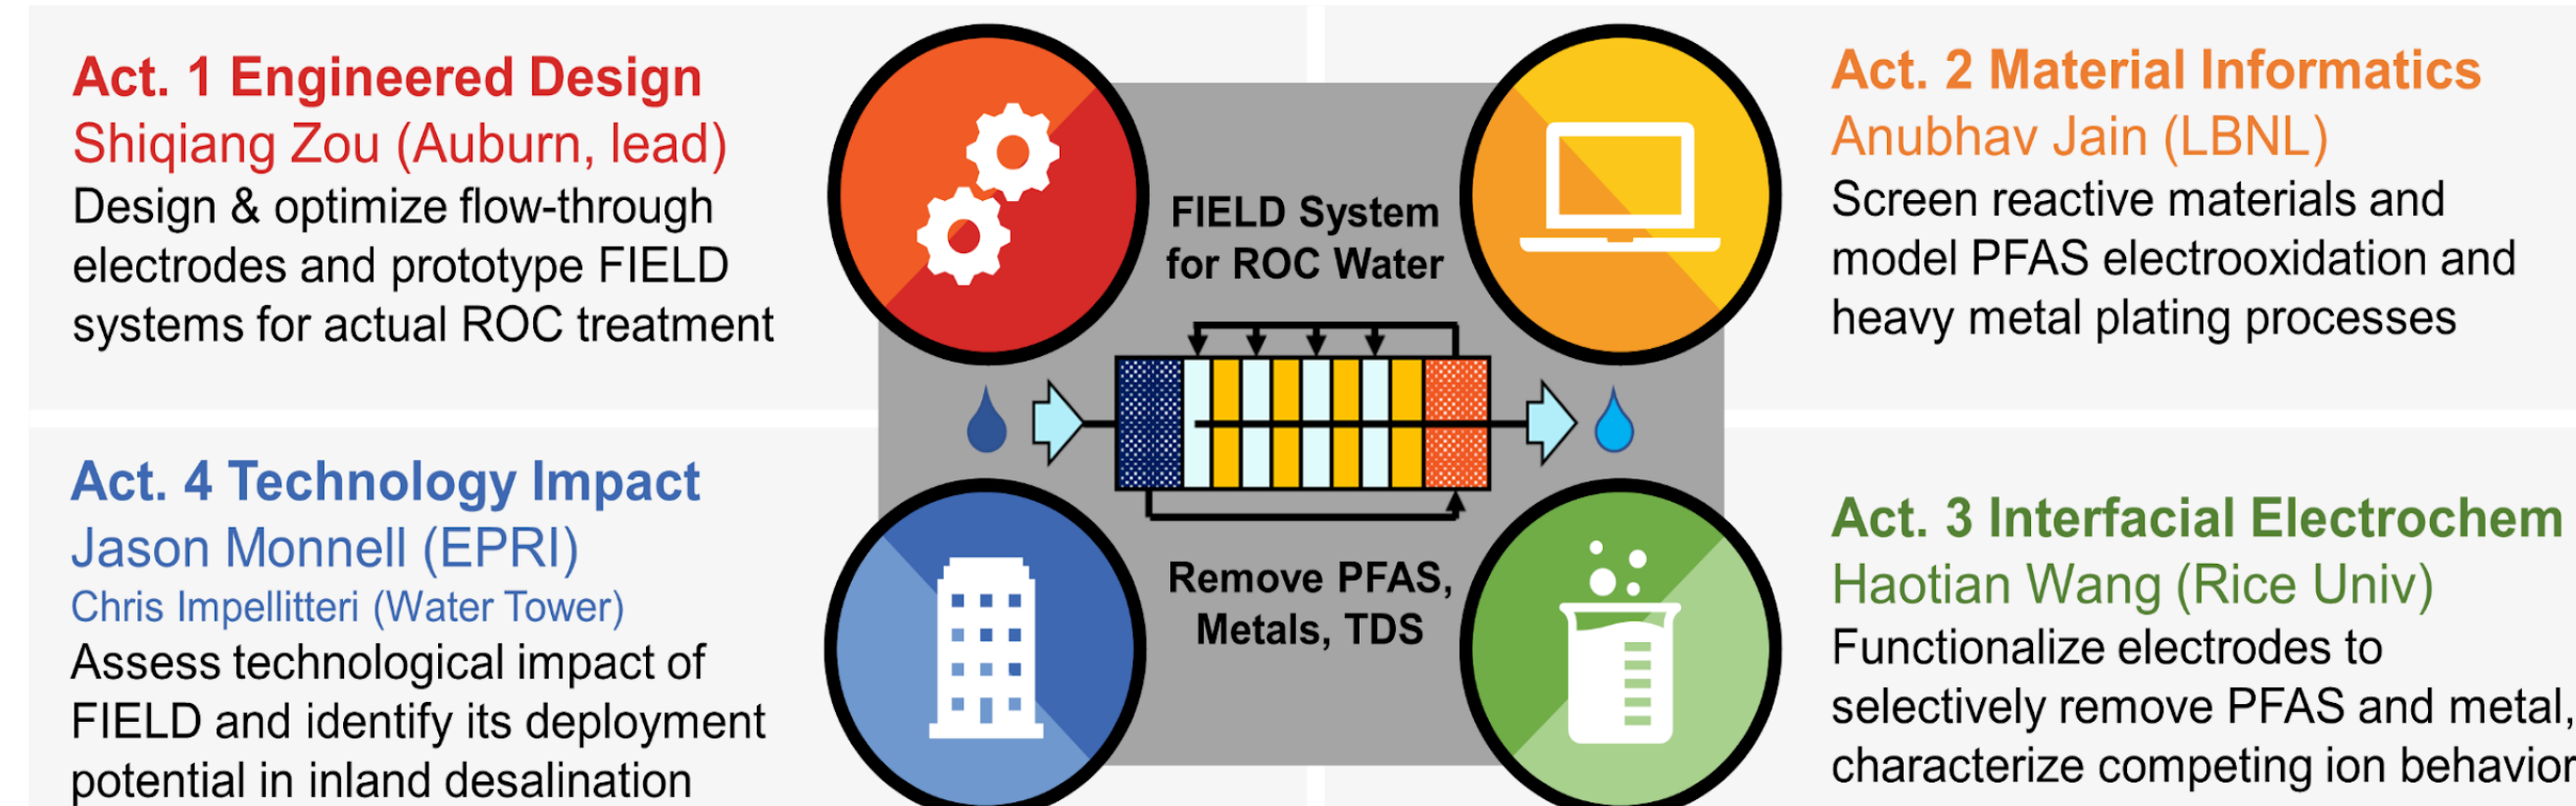 Act. 1 Engineered Design
Shiqiang Zou (Auburn, lead)
Design & optimize flow-through
electrodes and prototype FIELD
systems for actual ROC treatment
FIELD System
for ROC Water
Act. 2 Material Informatics
Anubhav Jain (LBNL)
Screen reactive materials and
model PFAS electrooxidation and
heavy metal plating processes
Act. 4 Technology Impact
Jason Monnell (EPRI)
Chris Impellitteri (Water Tower)
Assess technological impact of
FIELD and identify its deployment
potential in inland desalination
Remove PFAS,
Metals, TDS
Act. 3 Interfacial Electrochem
Haotian Wang (Rice Univ)
Functionalize electrodes to
selectively remove PFAS and metal,
characterize competing ion behavior